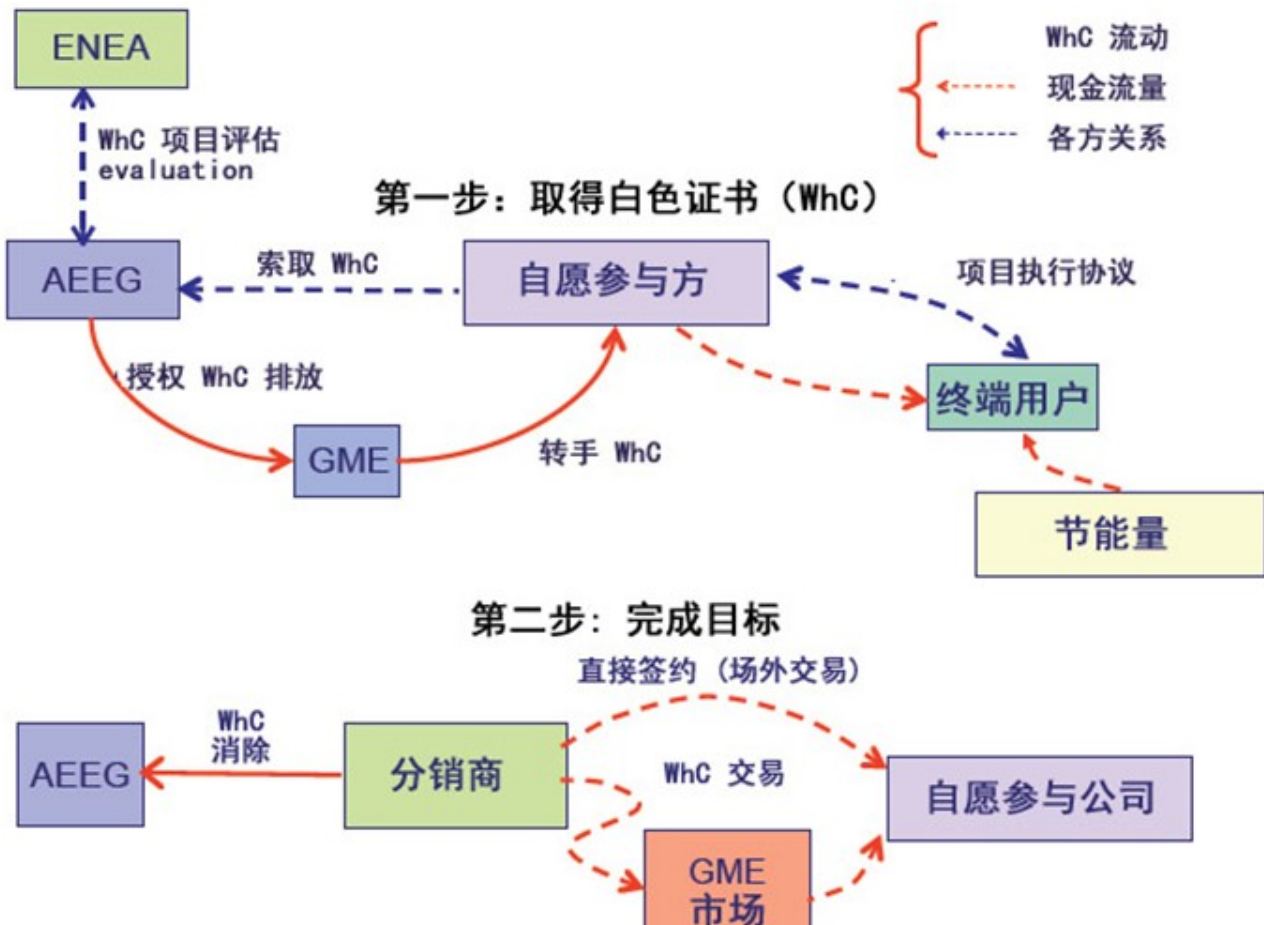 ENEA
WhC 流动
现金流量
各方关系
WhC 项目评估
evaluation
第一步: 取得白色证书 (WhC)
AEEG
索取 WhC
自愿参与方
项目执行协议
授权 WhC 排放
终端用户
GME
转手 WhC
节能量
第二步: 完成目标
直接签约 (场外交易)
WhC
消除
AEEG
分销商
WhC 交易
自愿参与公司
GME
市场